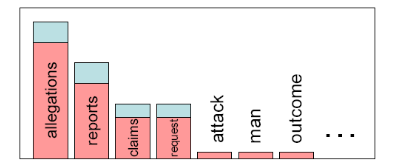 allegations
reports
claims
request
attack
man
outcome
...